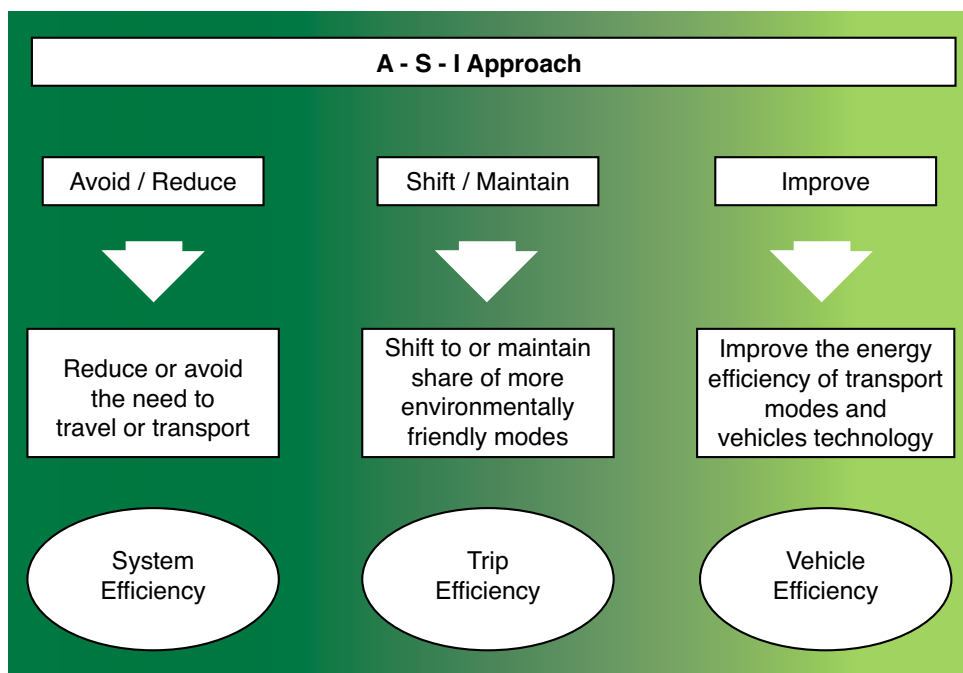 A - S - I Approach
Avoid / Reduce
Shift / Maintain
Improve
Reduce or avoid
the need to
travel or transport
Shift to or maintain
share of more
environmentally
friendly modes
Improve the energy
efficiency of transport
modes and
vehicles technology
System
Efficiency
Trip
Efficiency
Vehicle
Efficiency